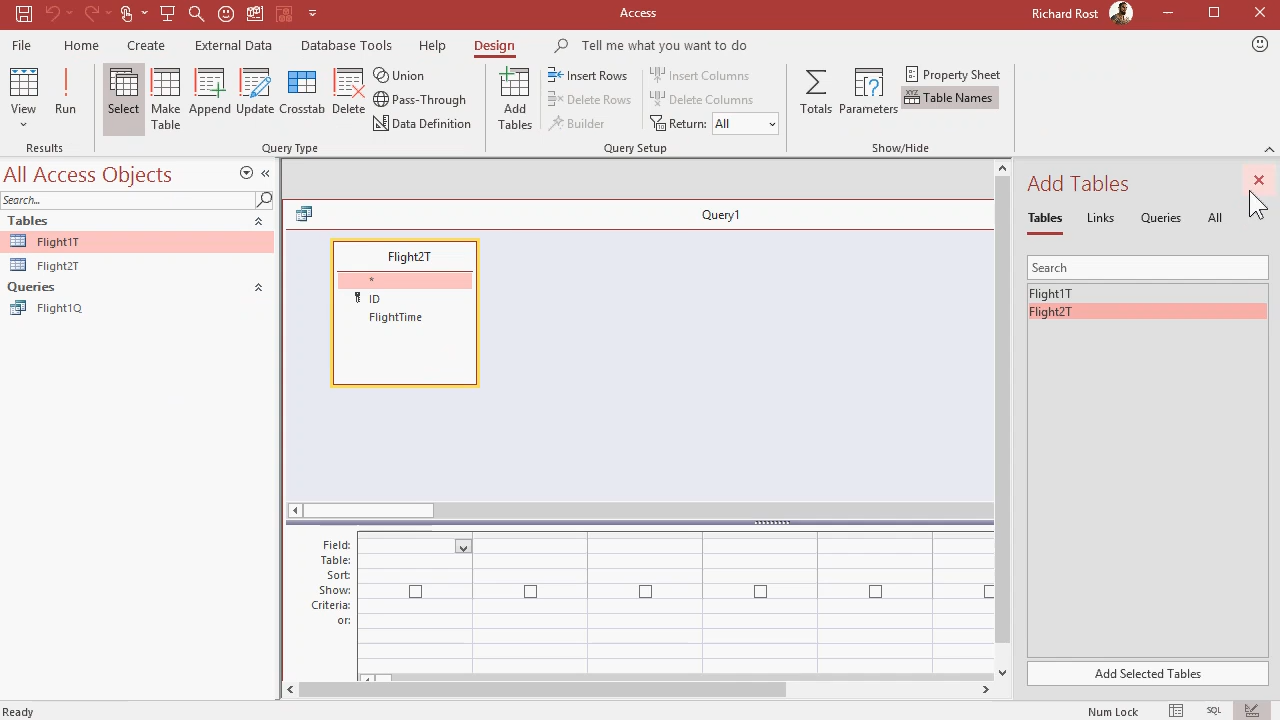 Access
Richard Rost
File Home Create External Data Database Tools Help Design Tell me what you want to do
View Run Select Make Table Append Update Crosstab Delete
Union
Pass-Through
Data Definition
Add Tables
Insert Rows
Delete Rows
Builder
Insert Columns
Delete Columns
Return: All
Totals Parameters
Property Sheet
Table Names
Results Query Type Query Setup Show/Hide
All Access Objects
Search...
Tables
Flight1T
Flight2T
Queries
Flight1Q
Query1
Flight2T
*
ID
FlightTime
Field:
Table:
Sort:
Show:
Criteria:
or:
Add Tables
Tables Links Queries All
Search
Flight1T
Flight2T
Add Selected Tables
Ready
Num Lock
SQL